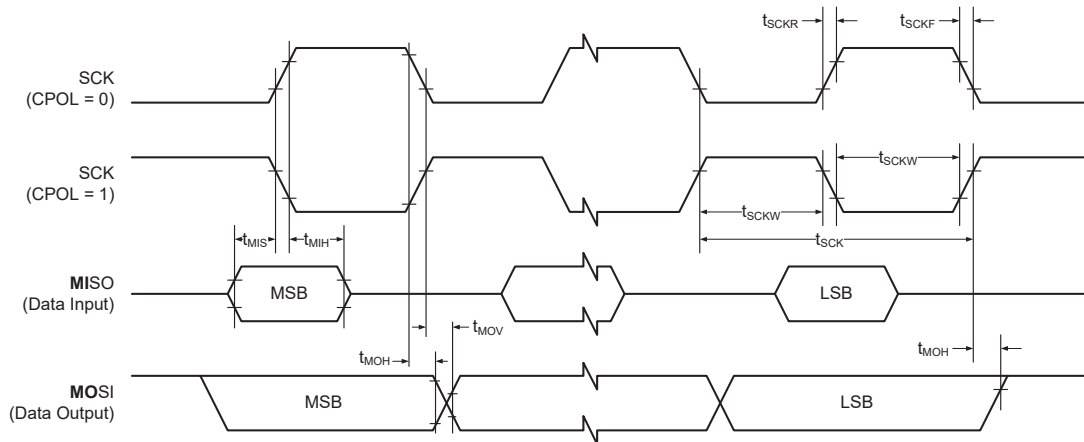 tSCKR
tSCKF
SCK
(CPOL = 0)
SCK
(CPOL = 1)
tSCKW
tSCKW
tSCK
tMIS
tMIH
MISO
(Data Input)
MSB
LSB
tMOV
tMOH
tMOH
MOSI
(Data Output)
MSB
LSB